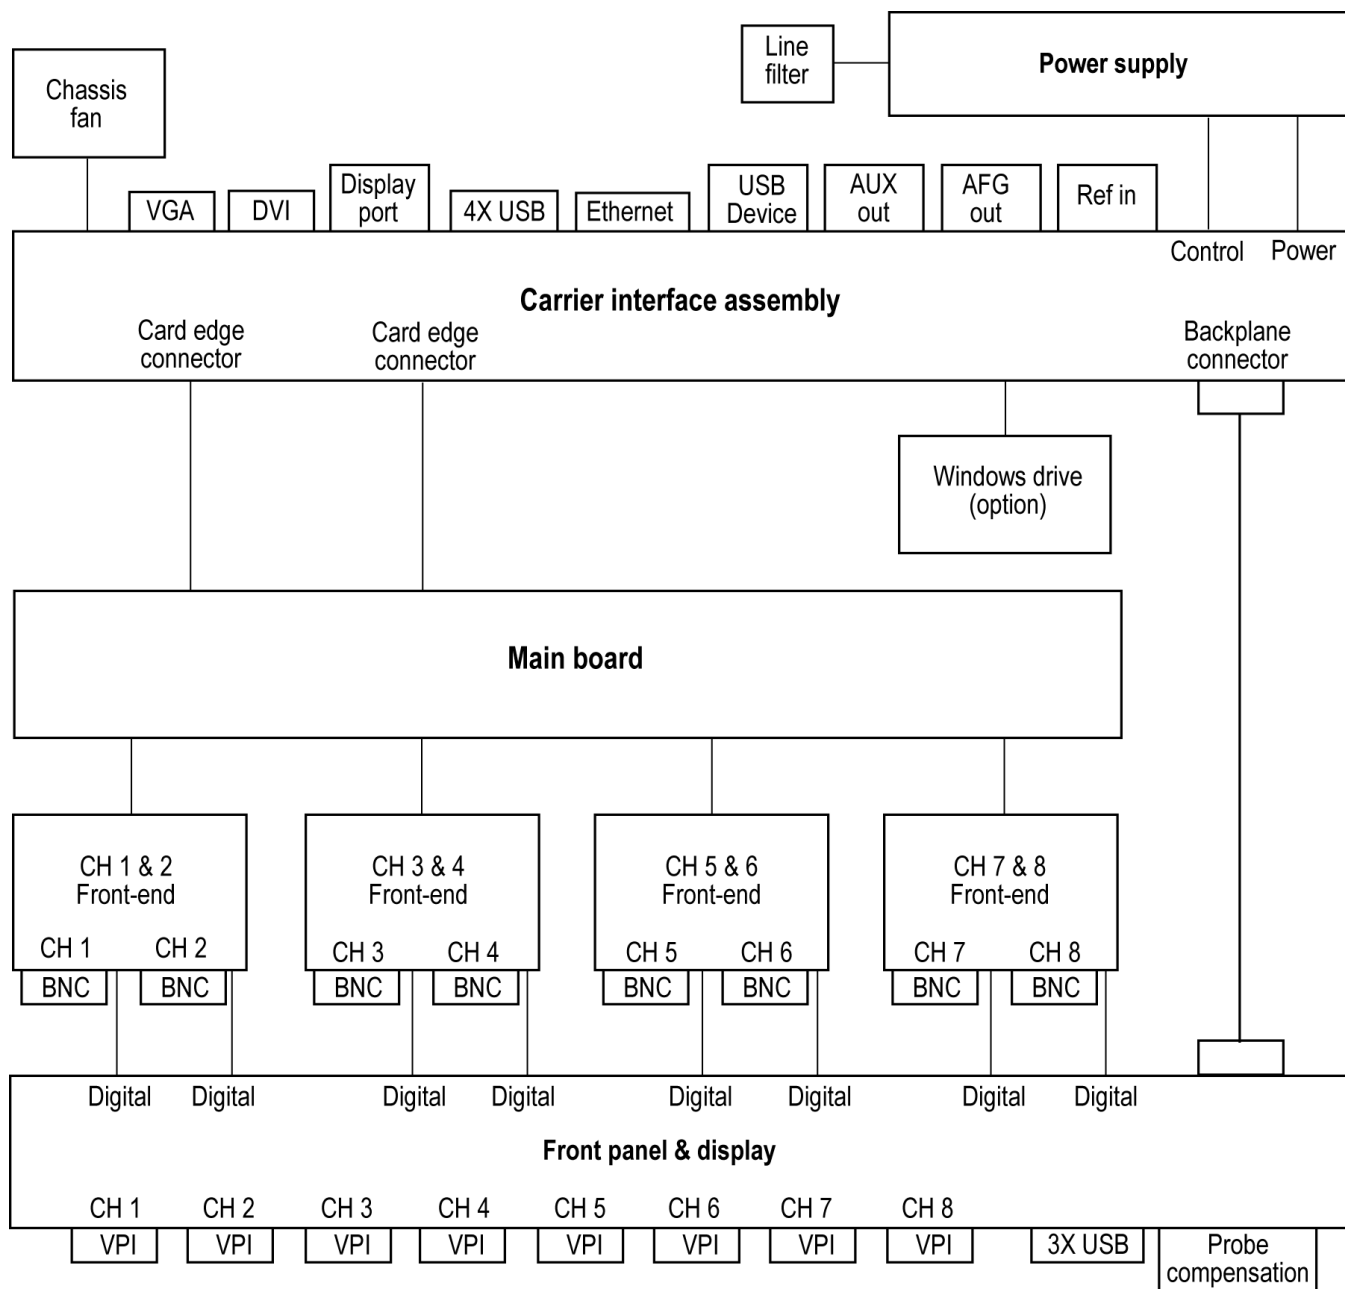 Line
filter
Power supply
Chassis
fan
VGA
DVI
Display
port
4X USB
Ethernet
USB
Device
AUX
out
AFG
out
Ref in
Control
Power
Carrier interface assembly
Card edge
connector
Card edge
connector
Backplane
connector
Windows drive
(option)
Main board
CH 1 & 2
Front-end
CH 1
CH 2
BNC
BNC
CH 3 & 4
Front-end
CH 3
CH 4
BNC
BNC
CH 5 & 6
Front-end
CH 5
CH 6
BNC
BNC
CH 7 & 8
Front-end
CH 7
CH 8
BNC
BNC
Digital
Digital
Digital
Digital
Digital
Digital
Digital
Digital
Front panel & display
CH 1
CH 2
CH 3
CH 4
CH 5
CH 6
CH 7
CH 8
VPI
VPI
VPI
VPI
VPI
VPI
VPI
VPI
3X USB
Probe
compensation